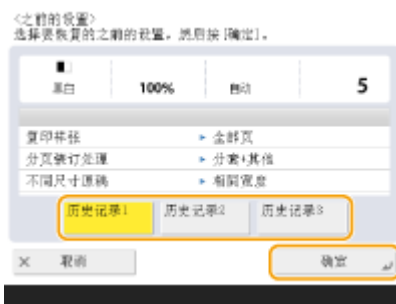 <之前的设置>
选择要恢复的之前的设置，然后按[确定]。
黑白 100% 自动 5
复印样张 ▸ 全部页
分页装订处理 ▸ 分套+其他
不同尺寸原稿 ▸ 相同宽度
历史记录1 历史记录2 历史记录3
× 取消 确定